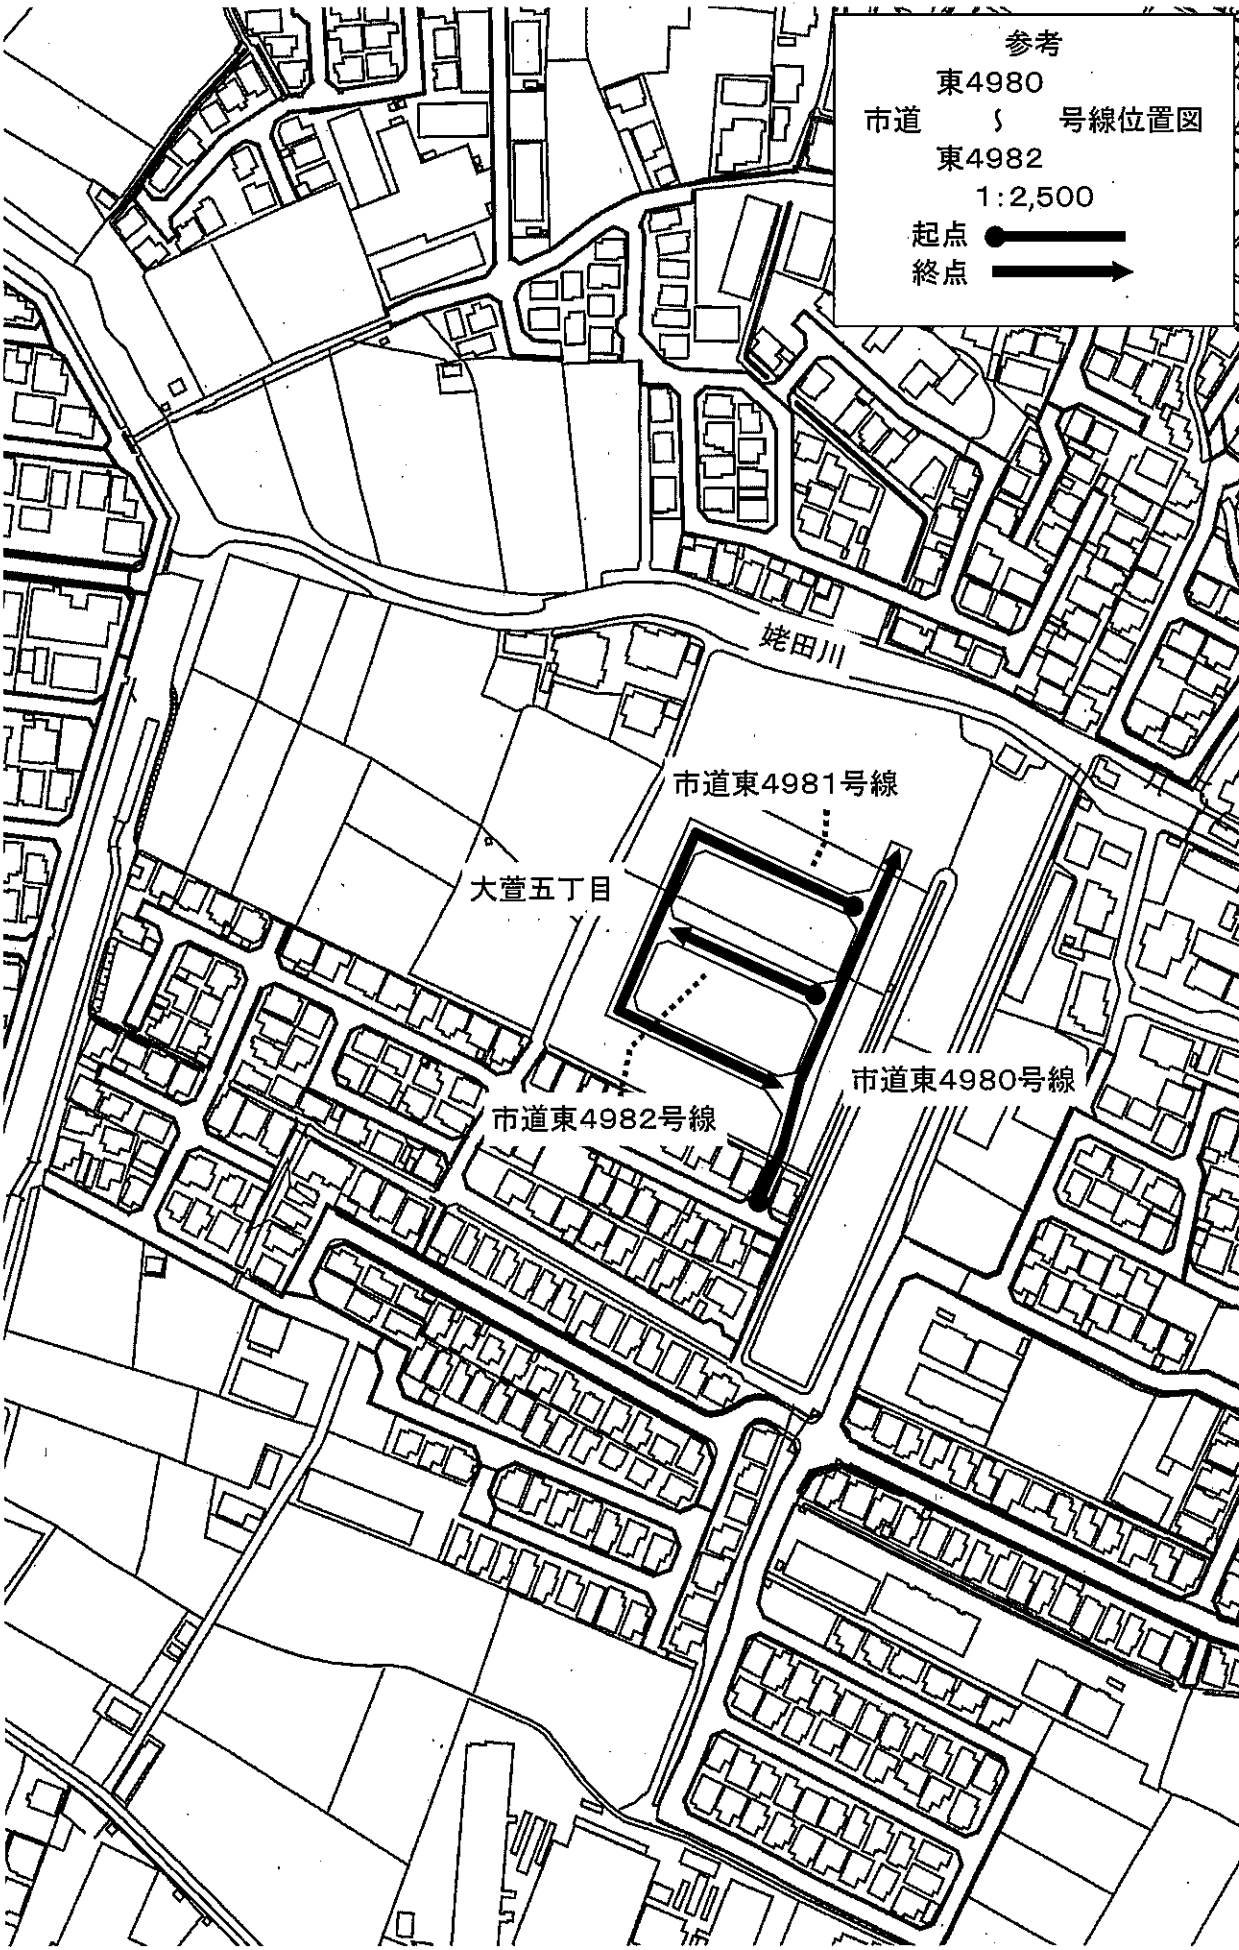 参考
東4980
市道 〜 号線位置図
東4982
1:2,500
起点
終点
姥田川
市道東4981号線
大萱五丁目
市道東4980号線
市道東4982号線